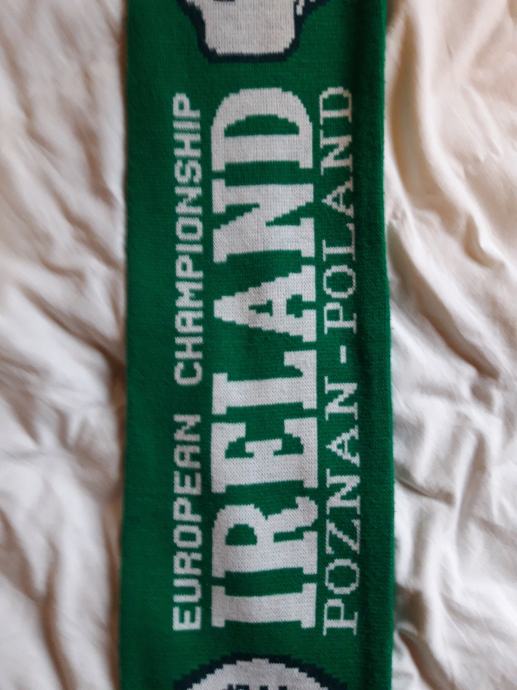 EUROPEAN CHAMPIONSHIP
IRELAND
POZNAN - POLAND